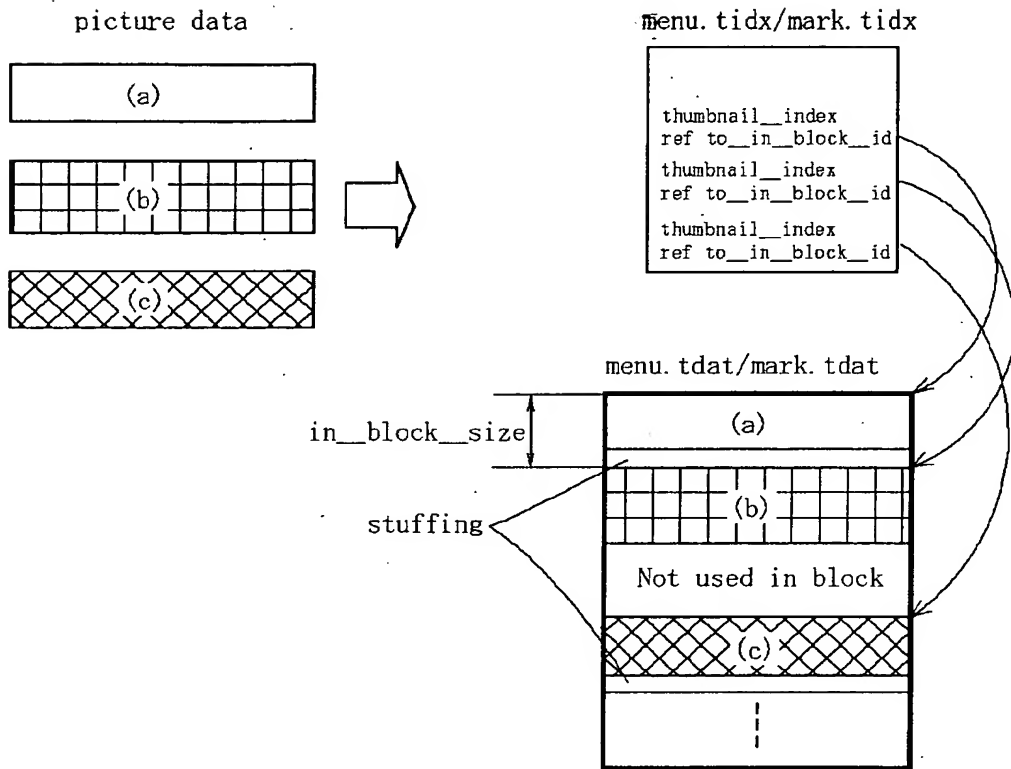 picture data
(a)
(b)
(c)
menu.tidx/mark.tidx
thumbnail__index
ref to__in__block__id
thumbnail__index
ref to__in__block__id
thumbnail__index
ref to__in__block__id
menu.tdat/mark.tdat
in__block__size
(a)
stuffing
(b)
Not used in block
(c)